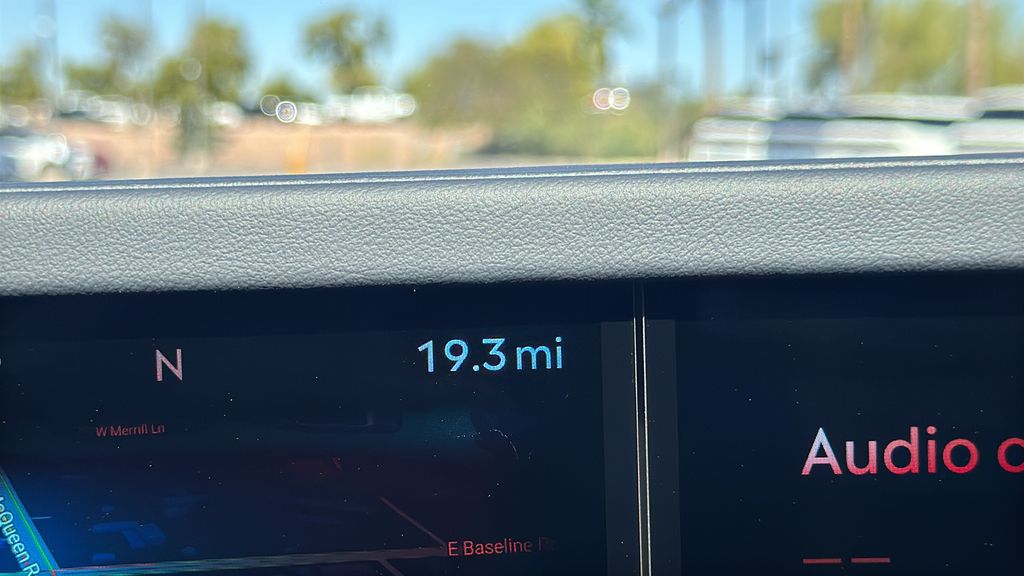 N
19.3 mi
W Merrill Ln
Audio
E Baseline